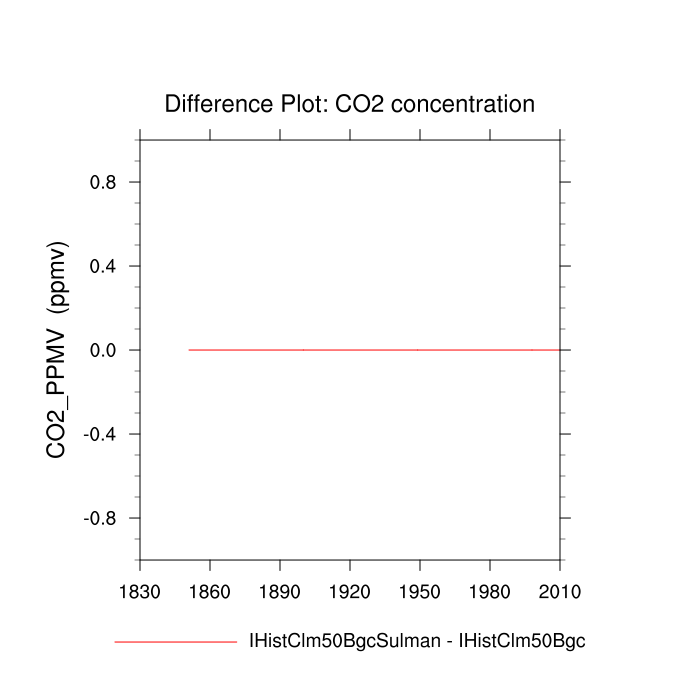 Difference Plot: CO2 concentration
CO2_PPMV (ppmv)
0.8
0.4
0.0
-0.4
-0.8
1830 1860 1890 1920 1950 1980 2010
IHistClm50BgcSulman - IHistClm50Bgc